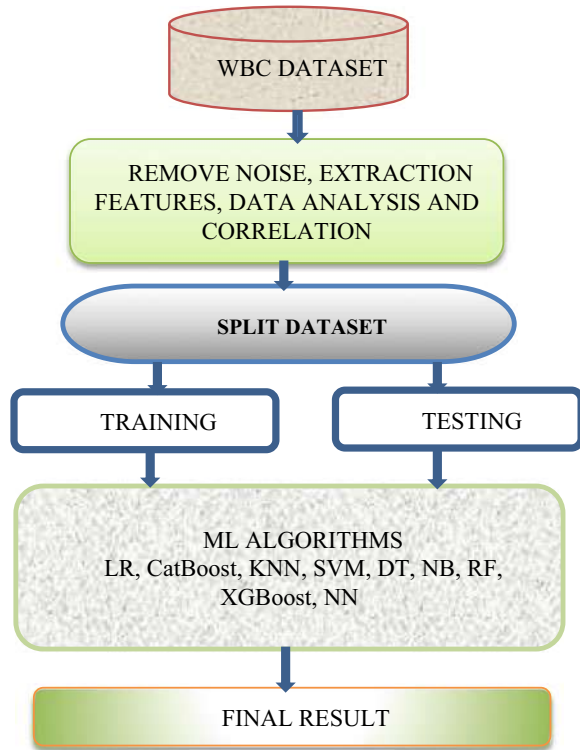 WBC DATASET
REMOVE NOISE, EXTRACTION
FEATURES, DATA ANALYSIS AND
CORRELATION
SPLIT DATASET
TRAINING
TESTING
ML ALGORITHMS
LR, CatBoost, KNN, SVM, DT, NB, RF,
XGBoost, NN
FINAL RESULT